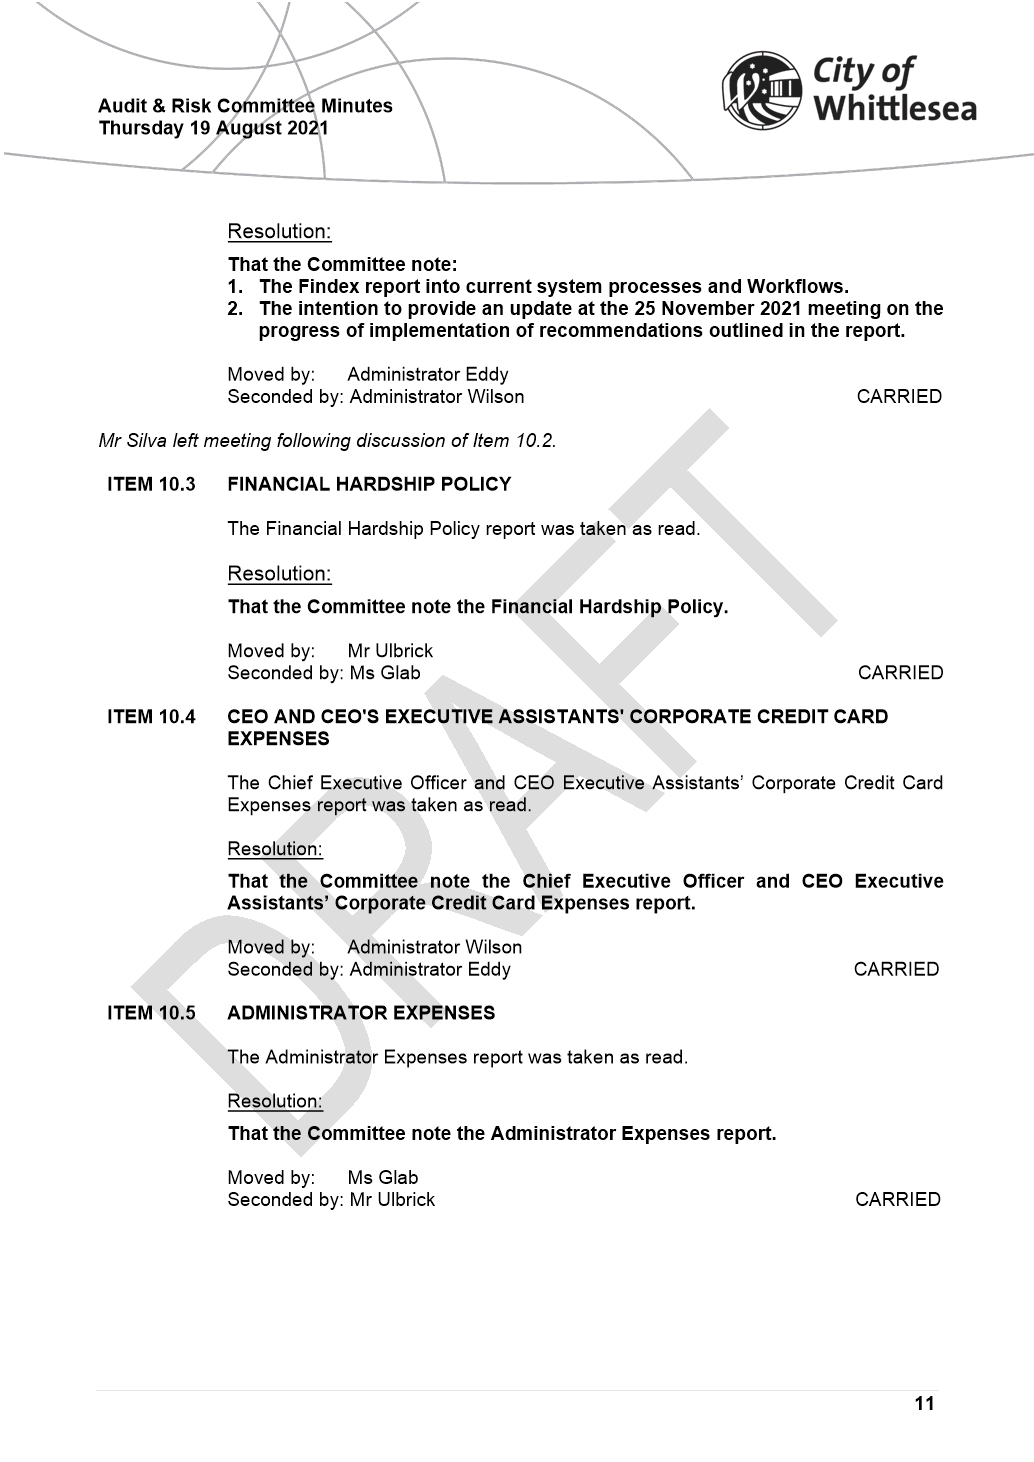 Audit & Risk Committee Minutes
Thursday 19 August 2021
City of
Whittlesea
Resolution:
That the Committee note:
1. The Findex report into current system processes and Workflows.
2. The intention to provide an update at the 25 November 2021 meeting on the
progress of implementation of recommendations outlined in the report.
Moved by: Administrator Eddy
Seconded by: Administrator Wilson CARRIED
Mr Silva left meeting following discussion of Item 10.2.
ITEM 10.3 FINANCIAL HARDSHIP POLICY
The Financial Hardship Policy report was taken as read.
Resolution:
That the Committee note the Financial Hardship Policy.
Moved by: Mr Ulbrick
Seconded by: Ms Glab CARRIED
ITEM 10.4 CEO AND CEO'S EXECUTIVE ASSISTANTS' CORPORATE CREDIT CARD
EXPENSES
The Chief Executive Officer and CEO Executive Assistants’ Corporate Credit Card
Expenses report was taken as read.
Resolution:
That the Committee note the Chief Executive Officer and CEO Executive
Assistants’ Corporate Credit Card Expenses report.
Moved by: Administrator Wilson
Seconded by: Administrator Eddy CARRIED
ITEM 10.5 ADMINISTRATOR EXPENSES
The Administrator Expenses report was taken as read.
Resolution:
That the Committee note the Administrator Expenses report.
Moved by: Ms Glab
Seconded by: Mr Ulbrick CARRIED
DRAFT
11